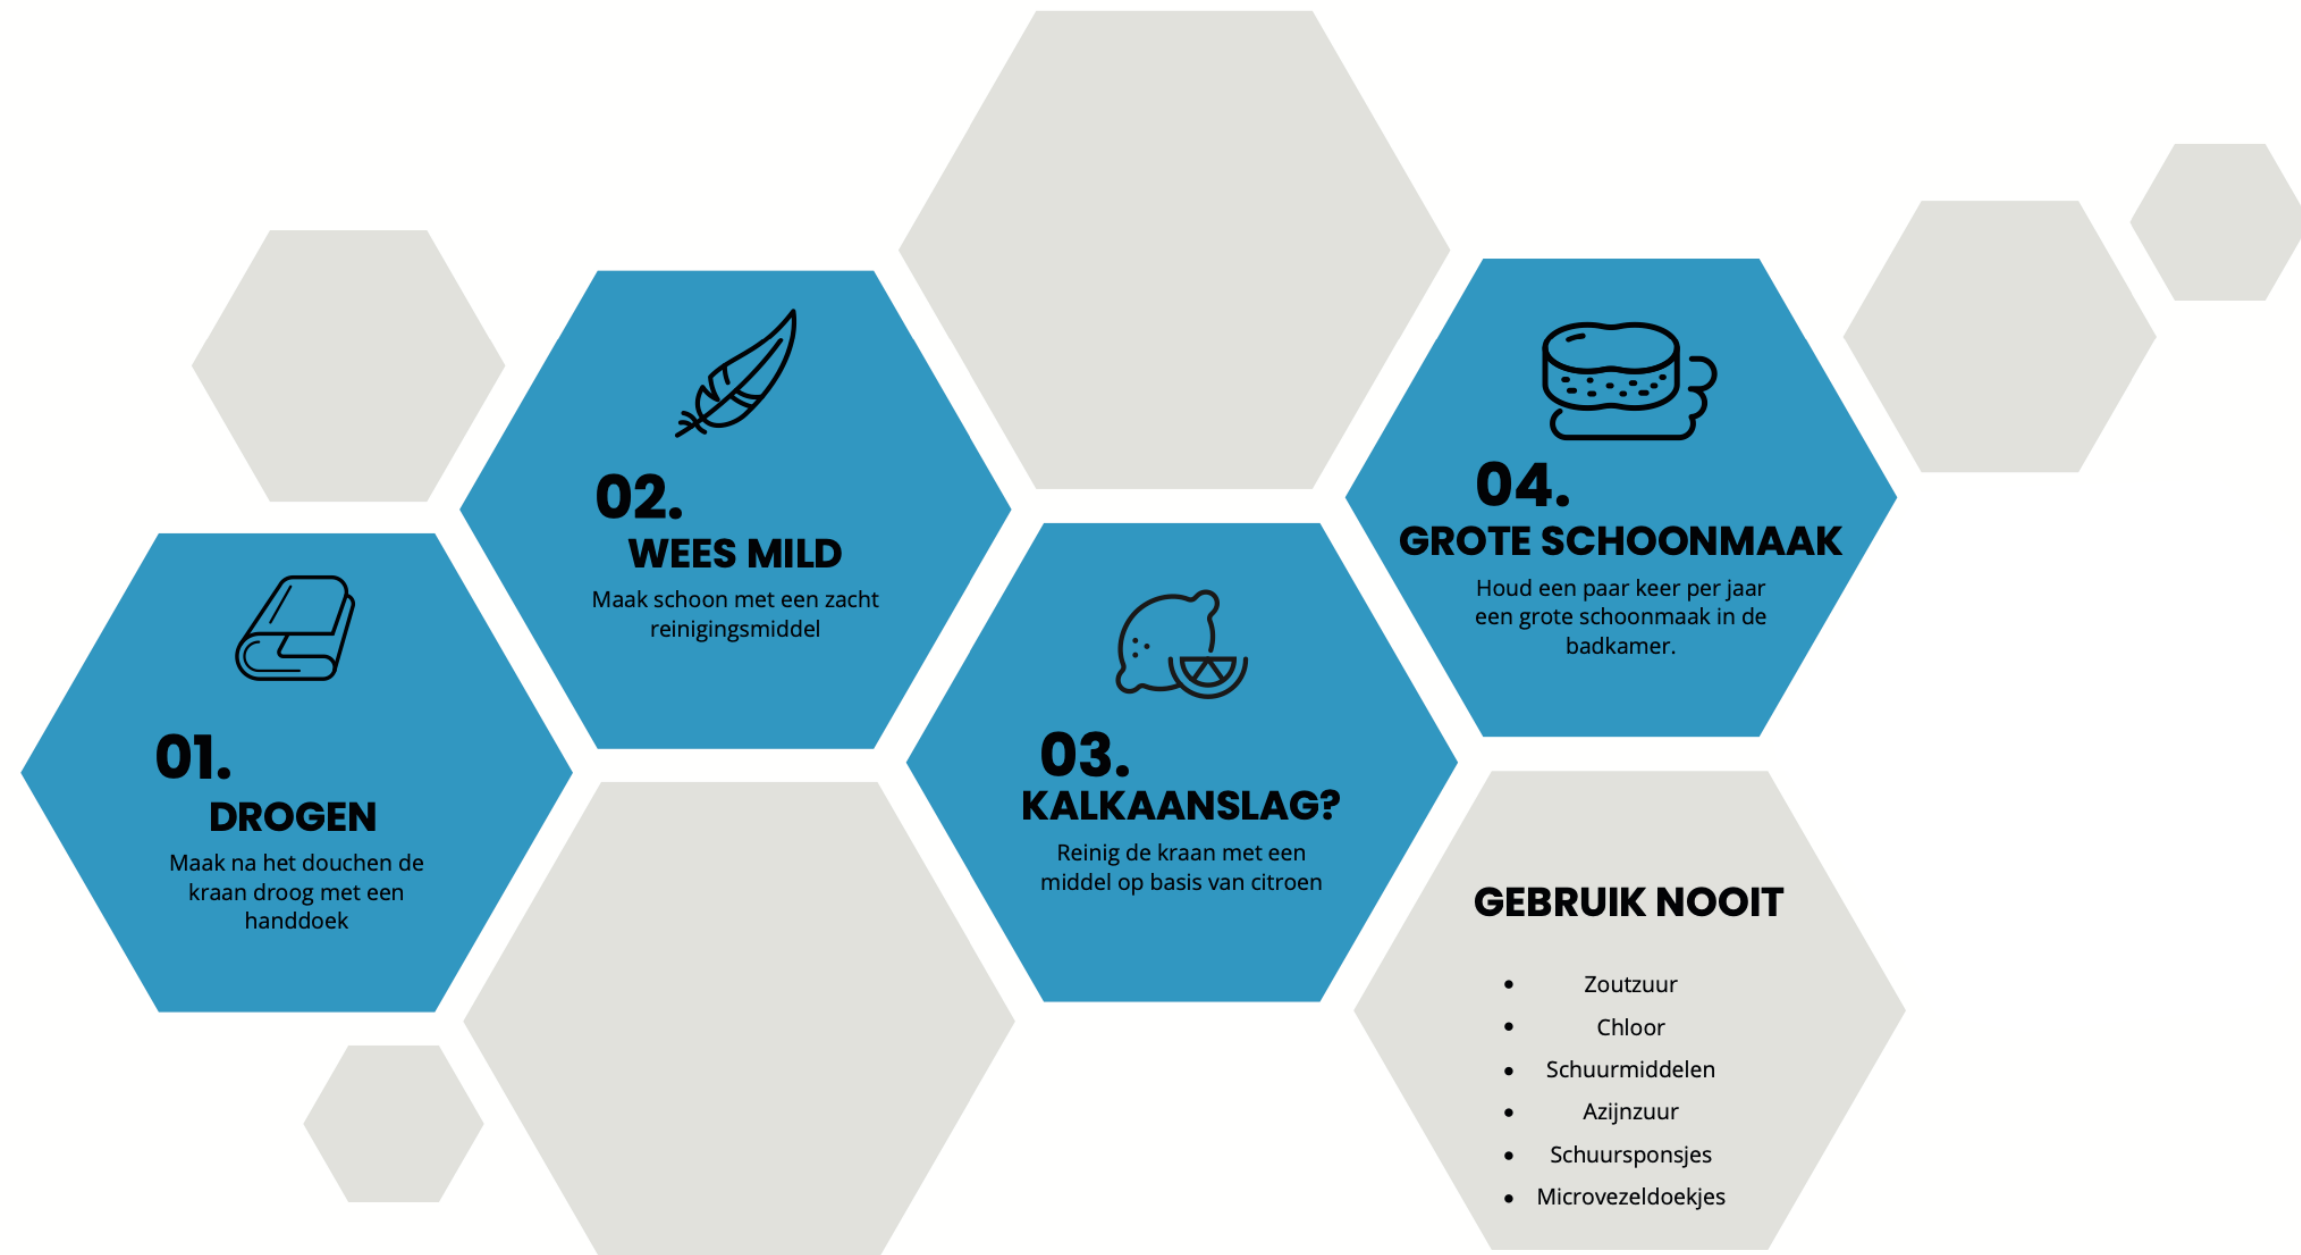 01.
DROGEN
Maak na het douchen de
kraan droog met een
handdoek
02.
WEES MILD
Maak schoon met een zacht
reinigingsmiddel
03.
KALKAANSLAG?
Reinig de kraan met een
middel op basis van citroen
04.
GROTE SCHOONMAAK
Houd een paar keer per jaar
een grote schoonmaak in de
badkamer.
GEBRUIK NOOIT
• Zoutzuur
• Chloor
• Schuurmiddelen
• Azijnzuur
• Schuursponsjes
• Microvezeldoekjes